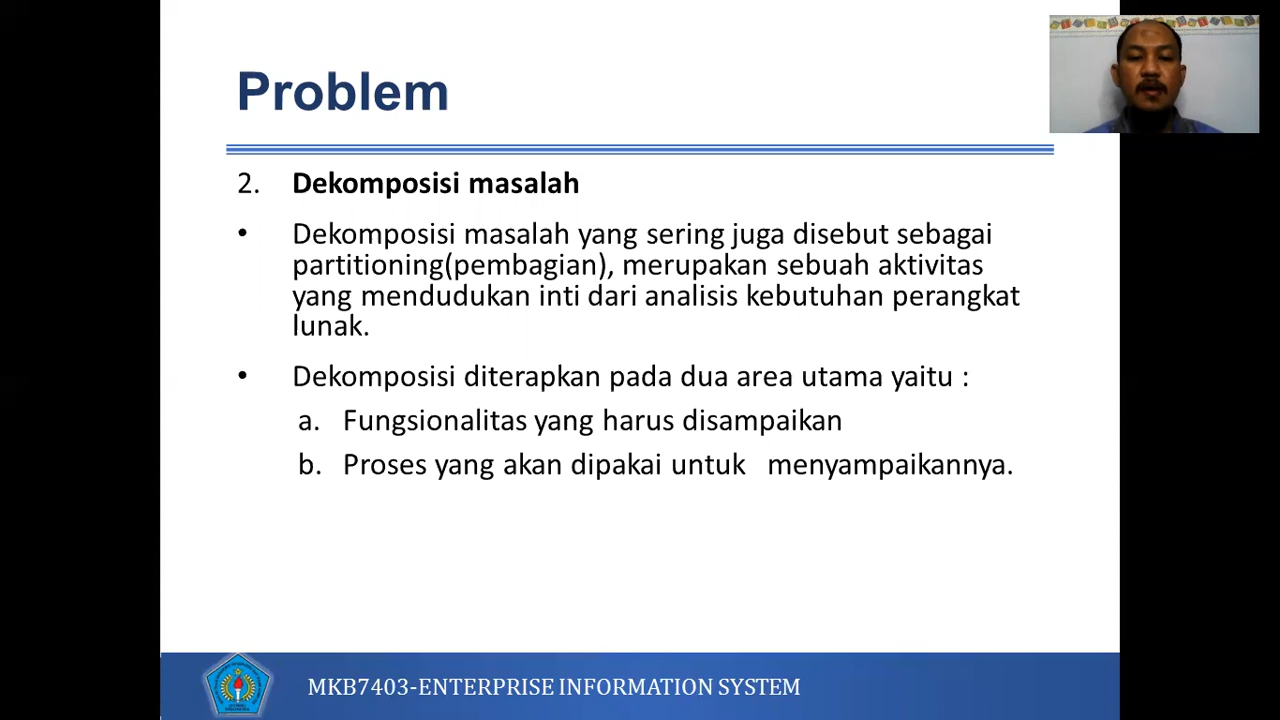 Problem
2. Dekomposisi masalah
• Dekomposisi masalah yang sering juga disebut sebagai
partitioning(pembagian), merupakan sebuah aktivitas
yang mendudukan inti dari analisis kebutuhan perangkat
lunak.
• Dekomposisi diterapkan pada dua area utama yaitu :
a. Fungsionalitas yang harus disampaikan
b. Proses yang akan dipakai untuk menyampaikannya.
MKB7403-ENTERPRISE INFORMATION SYSTEM